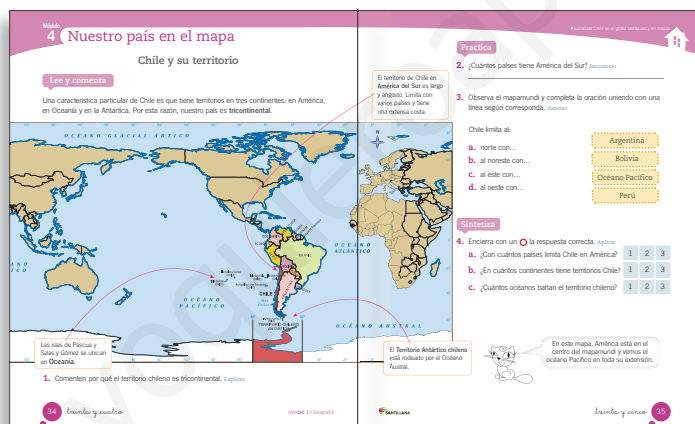 Módulo
4 Nuestro país en el mapa
Chile y su territorio
Lee y comenta
Una característica particular de Chile es que tiene territorios en tres continentes: en América,
en Oceanía y en la Antártica. Por esta razón, nuestro país es tricontinental.
El territorio de Chile en
América del Sur es largo
y angosto. Limita con
varios países y tiene
una extensa costa.
OCÉANO GLACIAL ÁRTICO
OCÉANO
ATLÁNTICO
ECUADOR
BRASIL
CHILE
OCÉANO
PACÍFICO
TERRITORIO CHILENO
ANTÁRTICO
OCÉANO AUSTRAL
Las islas de Pascua y
Salas y Gómez se ubican
en Oceanía.
El Territorio Antártico chileno
está rodeado por el Océano
Austral.
1. Comenten por qué el territorio chileno es tricontinental. Explicar
34 treinta y cuatro
Unidad 1 / Geografía
Localizar Chile en el globo terráqueo y en mapas
Practica
2. ¿Cuántos países tiene América del Sur? Reconocer
3. Observa el mapamundi y completa la oración uniendo con una
línea según corresponda. Asociar
Chile limita al:
a. norte con…
b. al noreste con…
c. al este con…
d. al oeste con…
Argentina
Bolivia
Océano Pacífico
Perú
Sintetiza
4. Encierra con un la respuesta correcta. Aplicar
a. ¿Con cuántos países limita Chile en América? 1 2 3
b. ¿En cuántos continentes tiene territorios Chile? 1 2 3
c. ¿Cuántos océanos bañan el territorio chileno? 1 2 3
En este mapa, América está en el
centro del mapamundi y vemos el
océano Pacífico en toda su extensión.
SANTILLANA
treinta y cinco 35